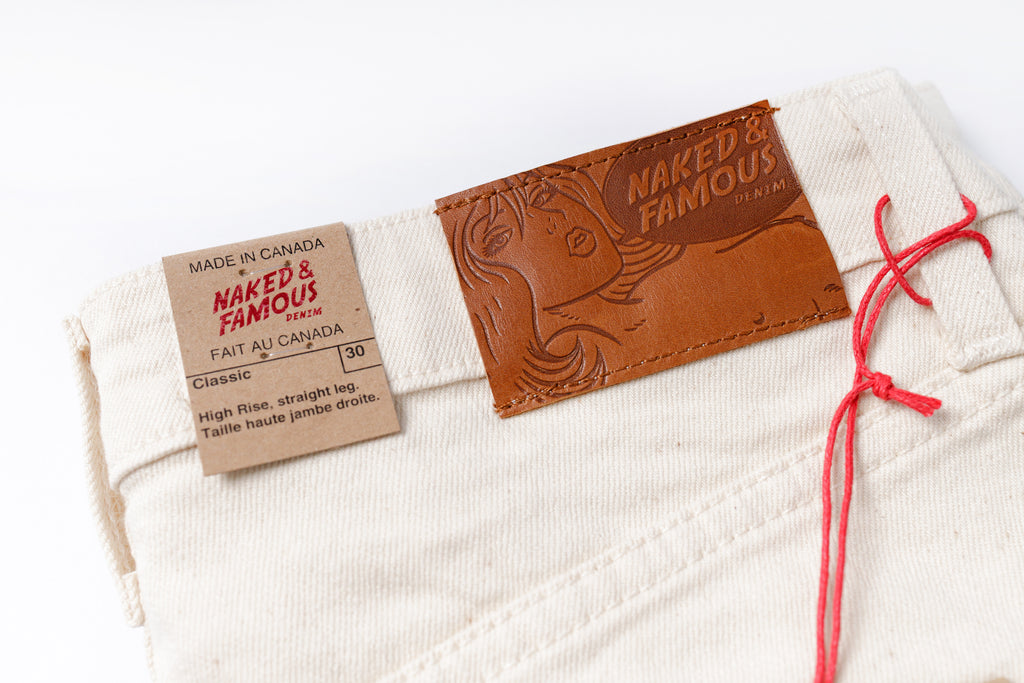 MADE IN CANADA
NAKED &
FAMOUS
DENIM
FAIT AU CANADA
30
Classic
High Rise, straight leg.
Taille haute jambe droite.
NAKED &
FAMOUS
DENIM